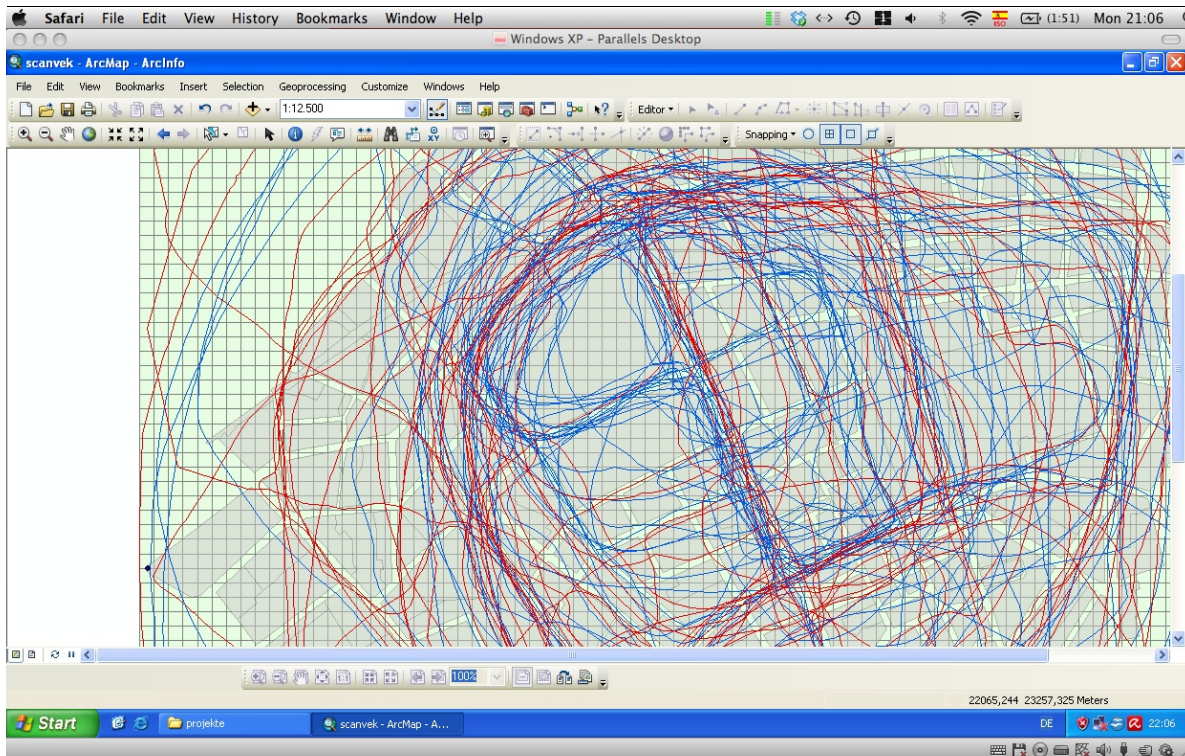 Safari File Edit View History Bookmarks Window Help ISO (1:51) Mon 21:06
Windows XP – Parallels Desktop
scanvek - ArcMap - ArcInfo
File Edit View Bookmarks Insert Selection Geoprocessing Customize Windows Help
1:12.500 Editor
Snapping
100%
22065,244 23257,325 Meters
Start projekte scanvek - ArcMap - A... DE 22:06